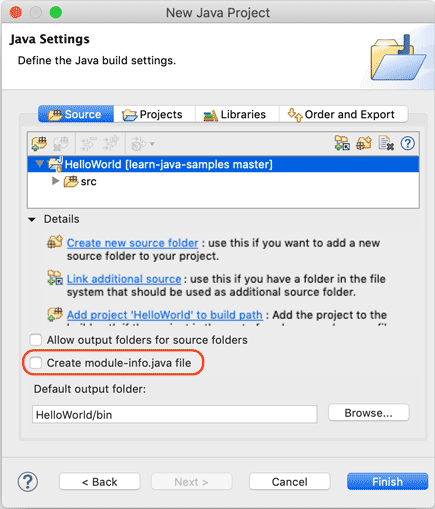 New Java Project
Java Settings
Define the Java build settings.
Source Projects Libraries Order and Export
HelloWorld [learn-java-samples master]
src
Details
Create new source folder : use this if you want to add a new
source folder to your project.
Link additional source : use this if you have a folder in the file
system that should be used as additional source folder.
Add project 'HelloWorld' to build path : Add the project to the
Allow output folders for source folders
Create module-info.java file
Default output folder:
HelloWorld/bin
Browse...
? < Back Next > Cancel Finish